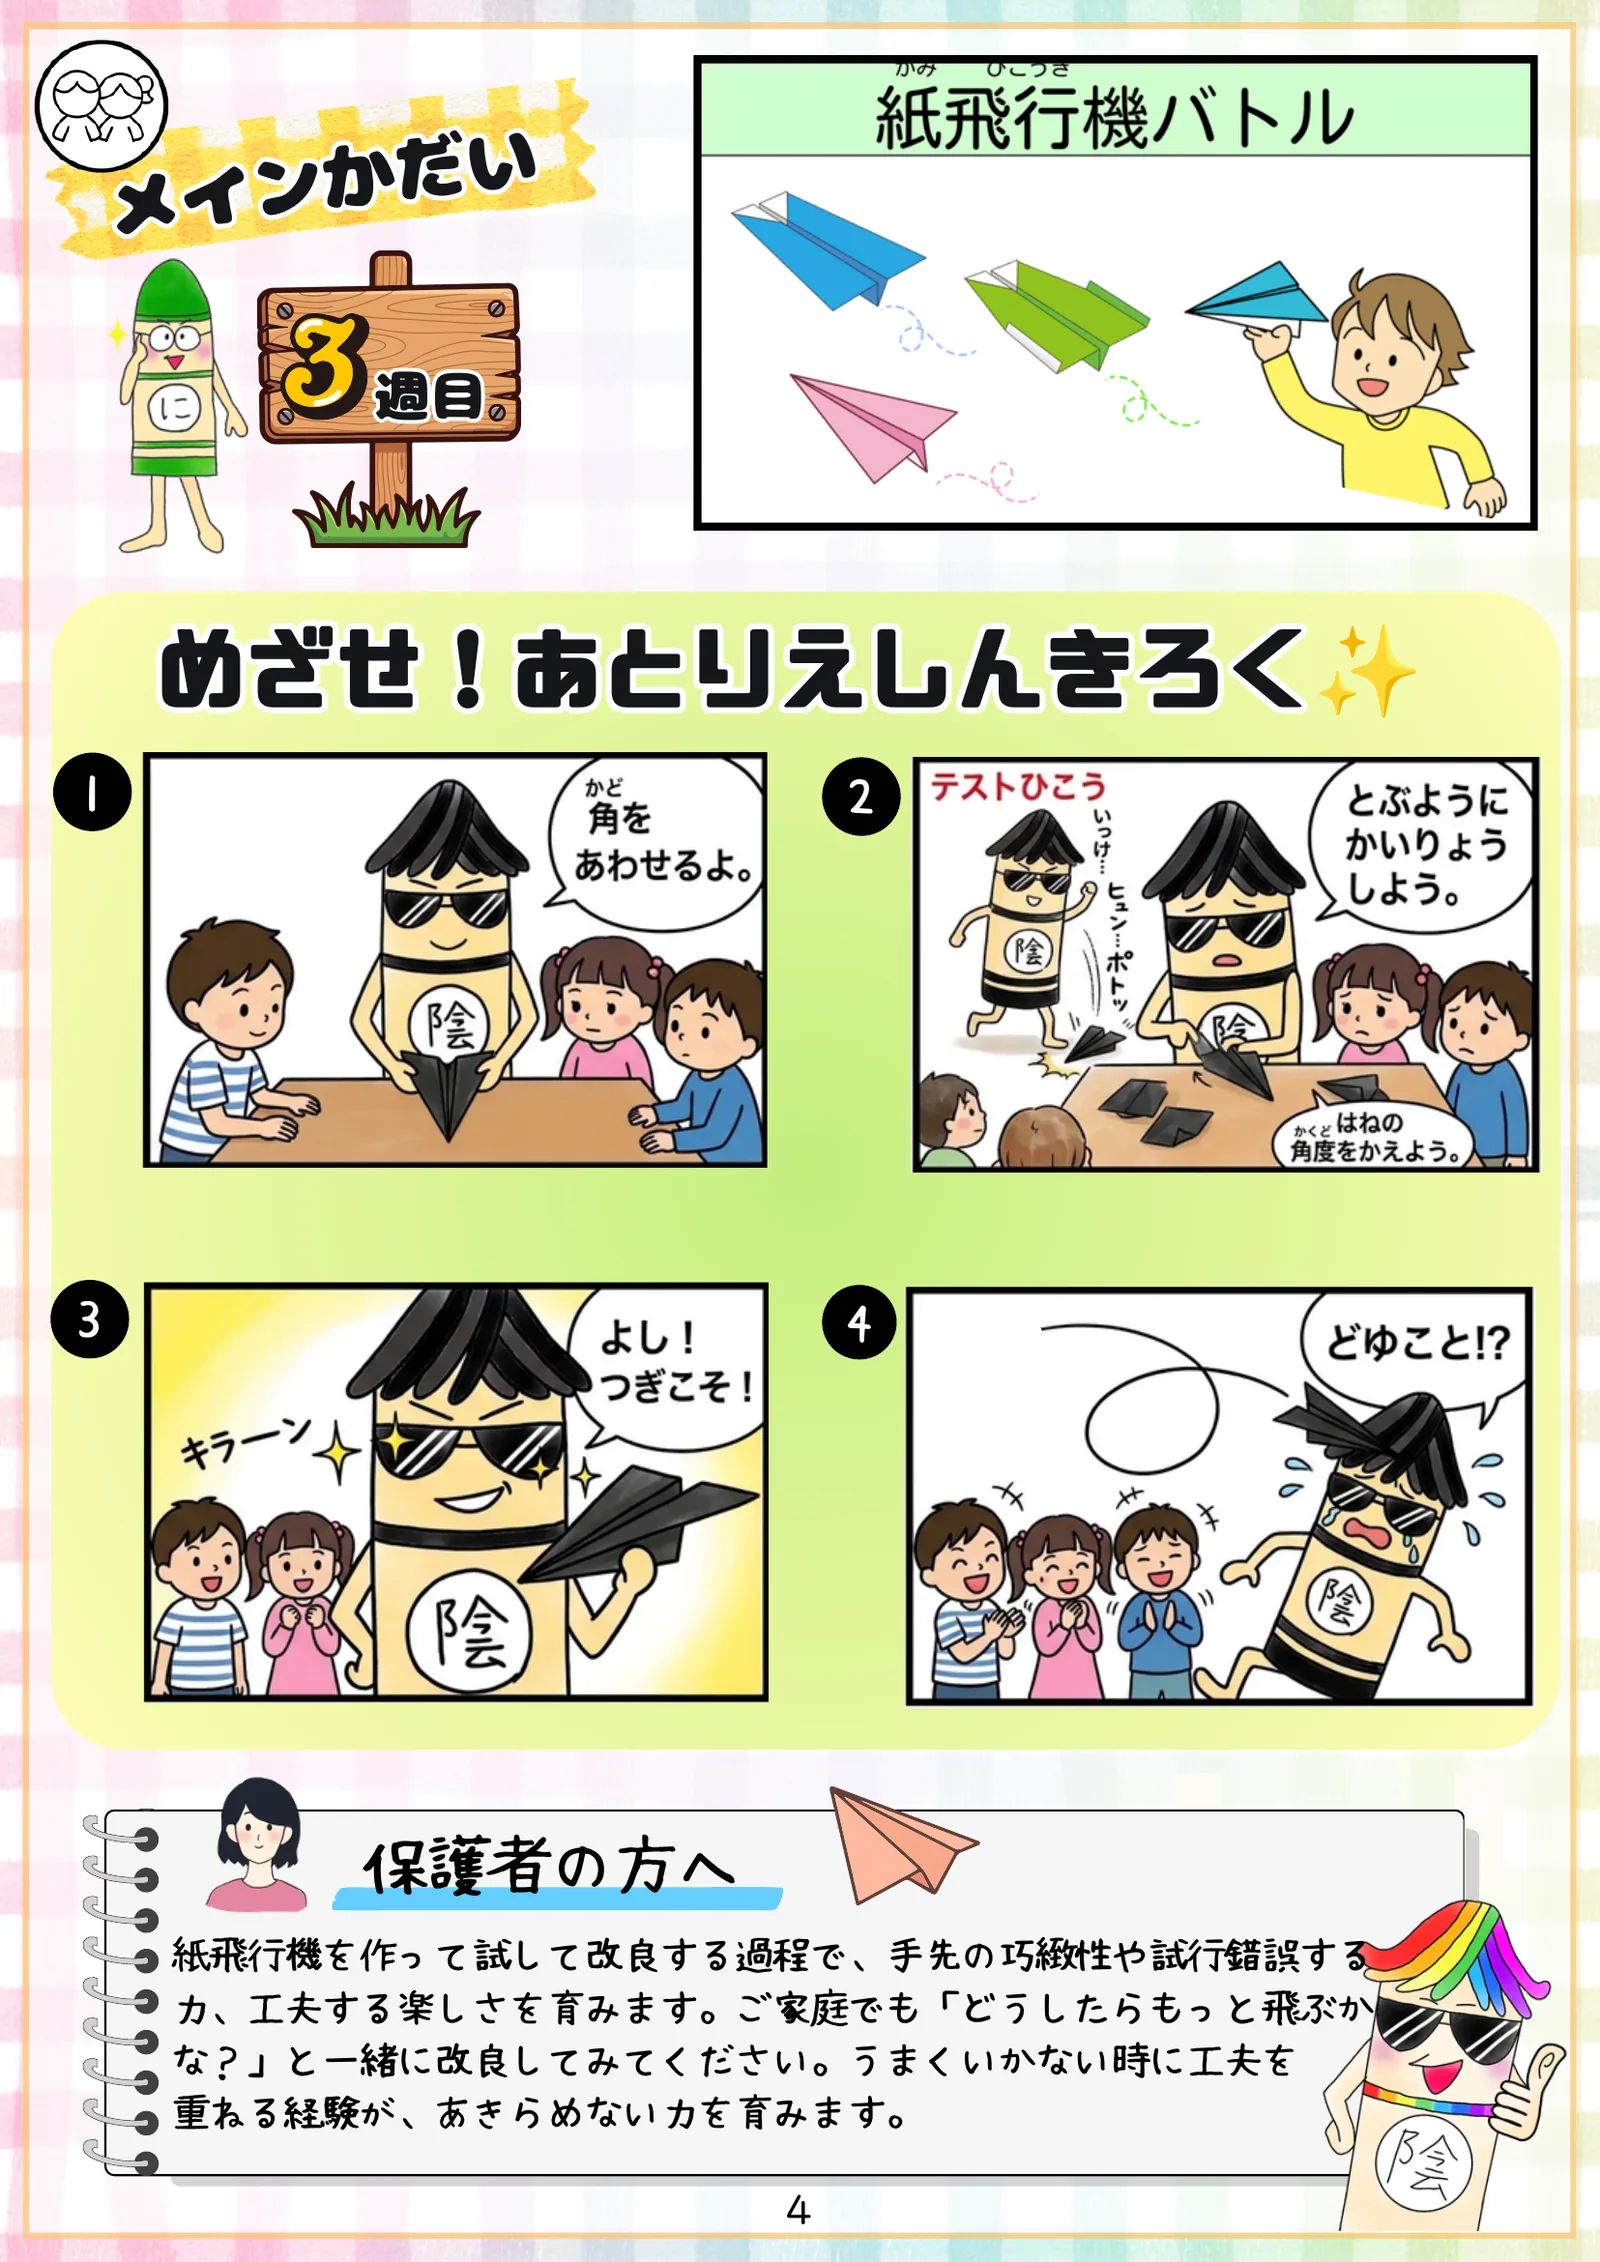 メインかだい
に
3週目
かみ ひこうき
紙飛行機バトル
めざせ！あとりえしんきろく
1
かど
角を
あわせるよ。
陰
2
テストひこう
いっけ…
ヒュン…ポトッ
陰
とぶように
かいりょう
しよう。
陰
はねの
かくど
角度をかえよう。
3
キラーン
よし！
つぎこそ！
陰
4
どゆこと!?
陰
保護者の方へ
紙飛行機を作って試して改良する過程で、手先の巧緻性や試行錯誤する
力、工夫する楽しさを育みます。ご家庭でも「どうしたらもっと飛ぶか
な？」と一緒に改良してみてください。うまくいかない時に工夫を
重ねる経験が、あきらめない力を育みます。
陰
4